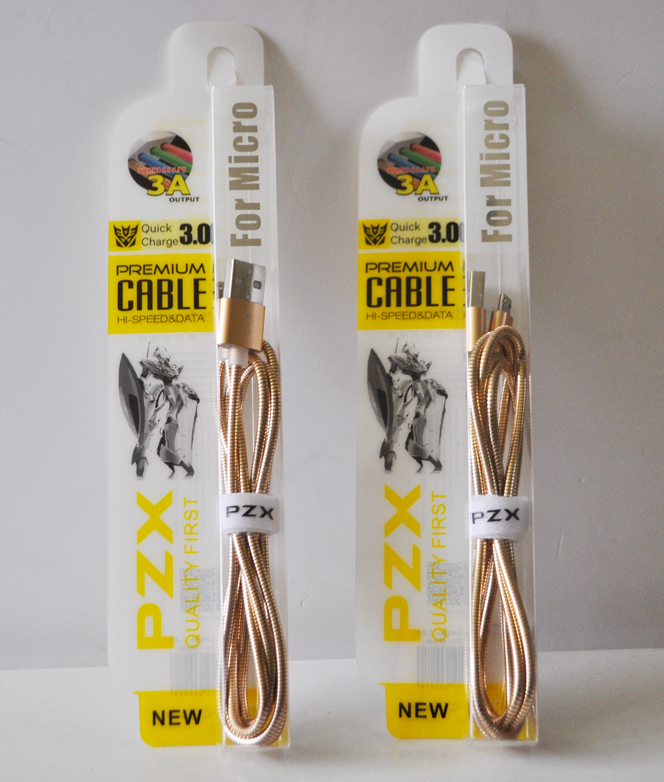 For Micro
3A
OUTPUT
Quick
Charge 3.0
PREMIUM
CABLE
HI-SPEED&DATA
PZX
PZX
QUALITY FIRST
NEW
For Micro
3A
OUTPUT
Quick
Charge 3.0
PREMIUM
CABLE
HI-SPEED&DATA
PZX
PZX
QUALITY FIRST
NEW